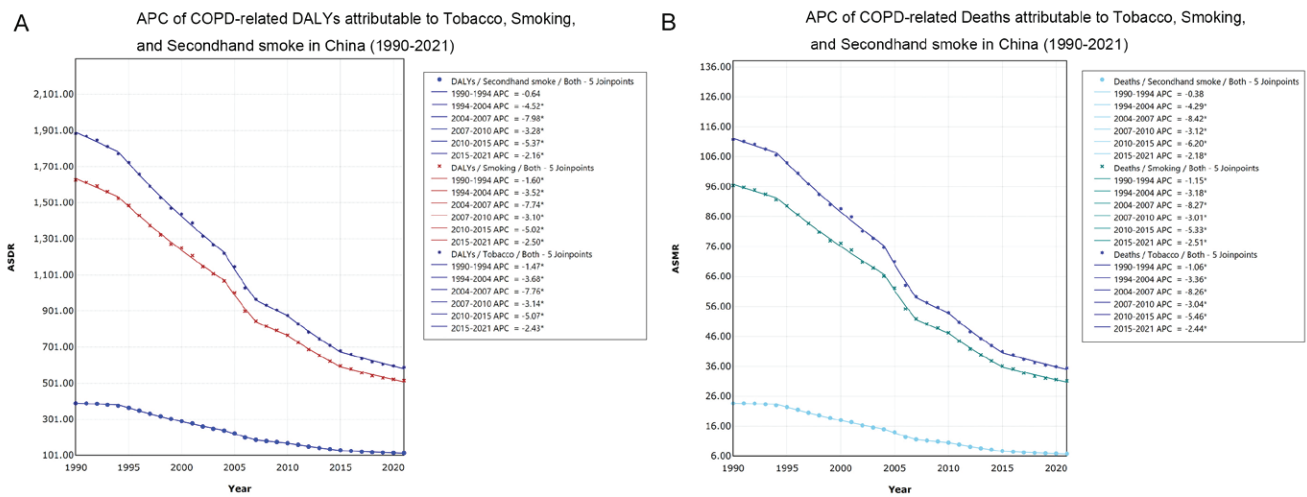 A
APC of COPD-related DALYs attributable to Tobacco, Smoking,
and Secondhand smoke in China (1990-2021)
2,101.00
1,901.00
1,701.00
1,501.00
1,301.00
1,101.00
901.00
701.00
501.00
301.00
101.00
ASDR
1990
1995
2000
2005
2010
2015
2020
Year
DALYs / Secondhand smoke / Both - 5 Joinpoints
1990-1994 APC = -0.64
1994-2004 APC = -4.52*
2004-2007 APC = -7.98*
2007-2010 APC = -3.28*
2010-2015 APC = -5.37*
2015-2021 APC = -2.16*
DALYs / Smoking / Both - 5 Joinpoints
1990-1994 APC = -1.60*
1994-2004 APC = -3.52*
2004-2007 APC = -7.74*
2007-2010 APC = -3.10*
2010-2015 APC = -5.02*
2015-2021 APC = -2.50*
DALYs / Tobacco / Both - 5 Joinpoints
1990-1994 APC = -1.47*
1994-2004 APC = -3.68*
2004-2007 APC = -7.76*
2007-2010 APC = -3.14*
2010-2015 APC = -5.07*
2015-2021 APC = -2.43*
B
APC of COPD-related Deaths attributable to Tobacco, Smoking,
and Secondhand smoke in China (1990-2021)
136.00
126.00
116.00
106.00
96.00
86.00
76.00
66.00
56.00
46.00
36.00
26.00
16.00
6.00
ASMR
1990
1995
2000
2005
2010
2015
2020
Year
Deaths / Secondhand smoke / Both - 5 Joinpoints
1990-1994 APC = -0.38
1994-2004 APC = -4.29*
2004-2007 APC = -8.42*
2007-2010 APC = -3.12*
2010-2015 APC = -6.20*
2015-2021 APC = -2.18*
Deaths / Smoking / Both - 5 Joinpoints
1990-1994 APC = -1.15*
1994-2004 APC = -3.18*
2004-2007 APC = -8.27*
2007-2010 APC = -3.01*
2010-2015 APC = -5.33*
2015-2021 APC = -2.51*
Deaths / Tobacco / Both - 5 Joinpoints
1990-1994 APC = -1.06*
1994-2004 APC = -3.36*
2004-2007 APC = -8.26*
2007-2010 APC = -3.04*
2010-2015 APC = -5.46*
2015-2021 APC = -2.44*